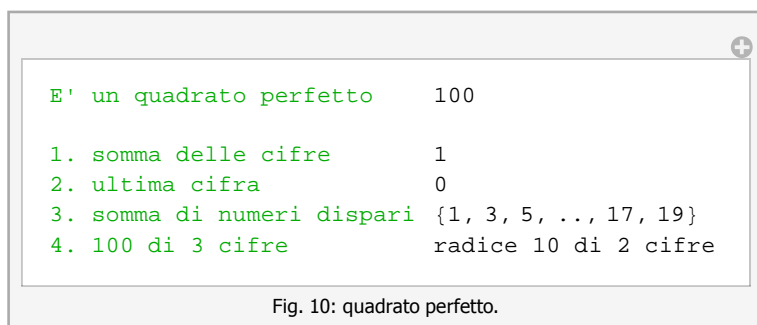 E' un quadrato perfetto 100
1. somma delle cifre 1
2. ultima cifra 0
3. somma di numeri dispari {1, 3, 5, .., 17, 19}
4. 100 di 3 cifre radice 10 di 2 cifre
Fig. 10: quadrato perfetto.